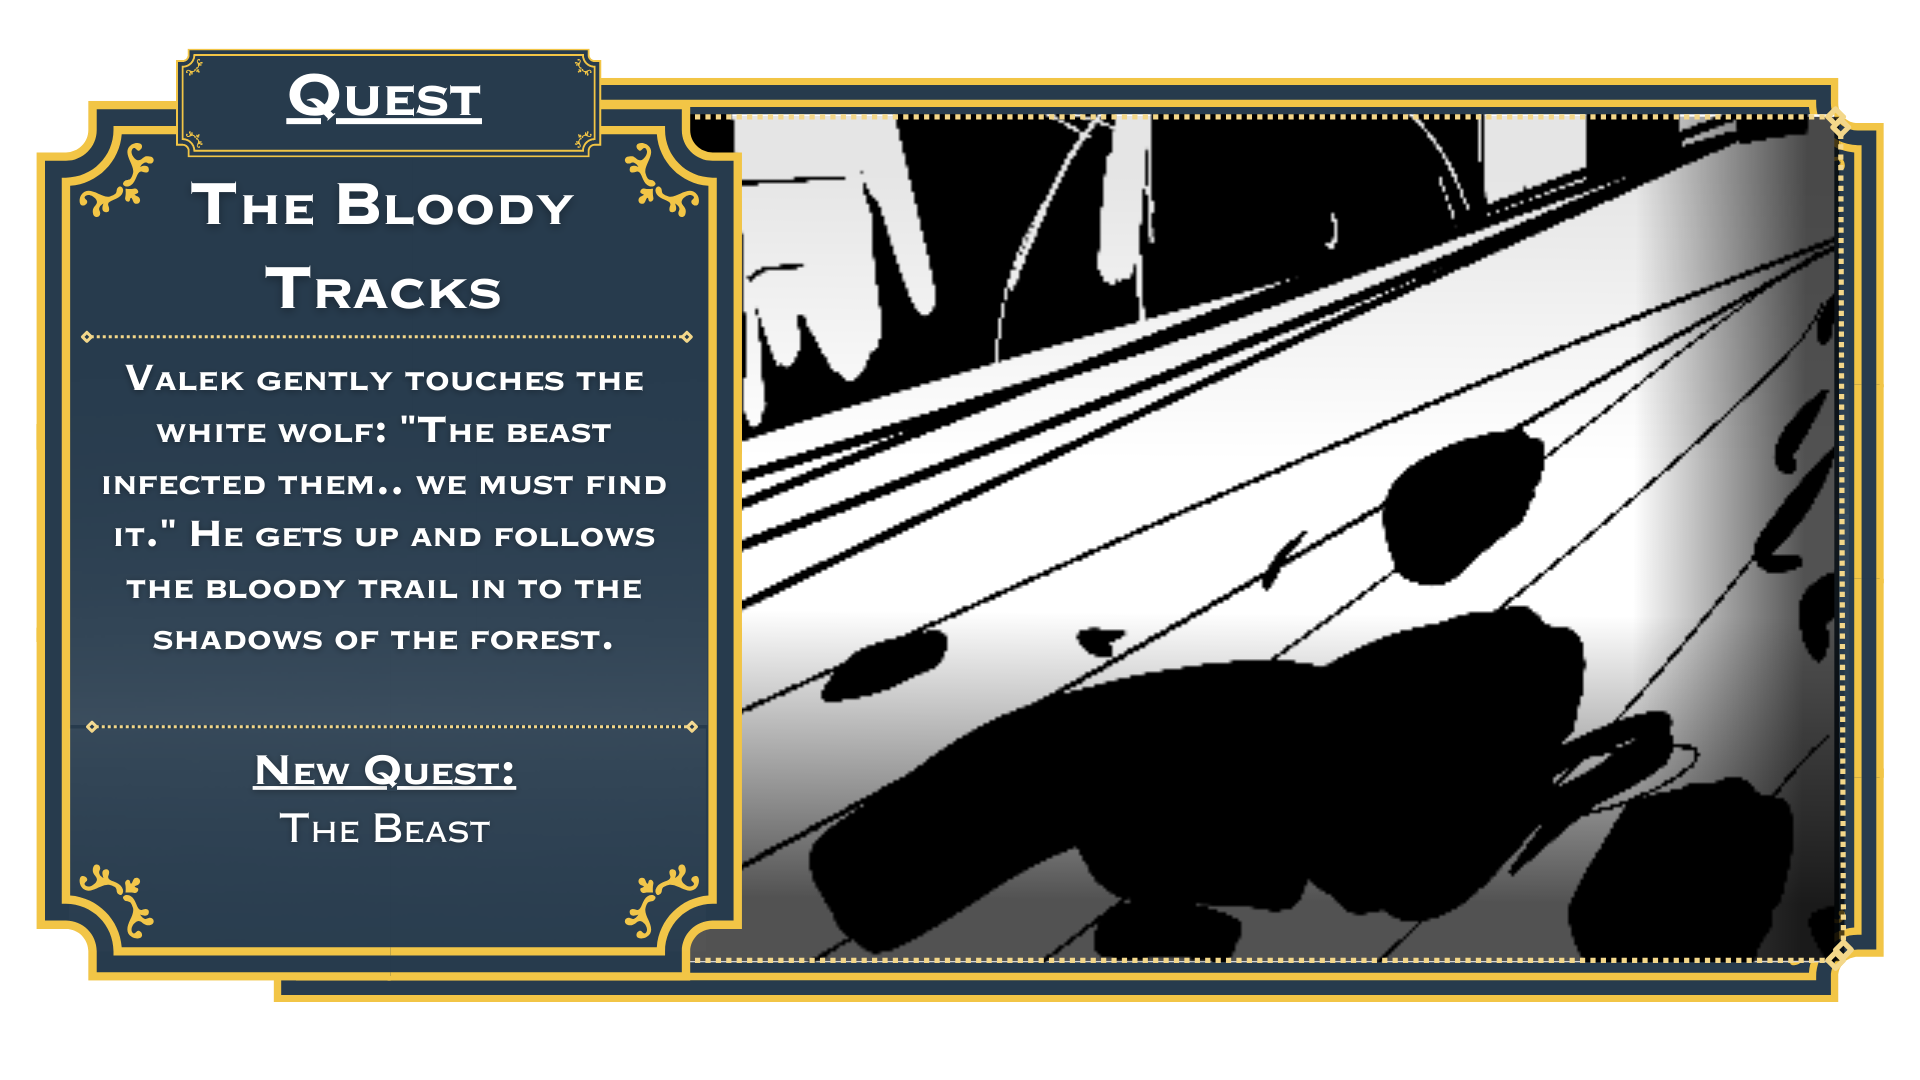 Quest
The Bloody
Tracks
Valek gently touches the
white wolf: "The beast
infected them.. we must find
it." He gets up and follows
the bloody trail in to the
shadows of the forest.
New Quest:
The Beast